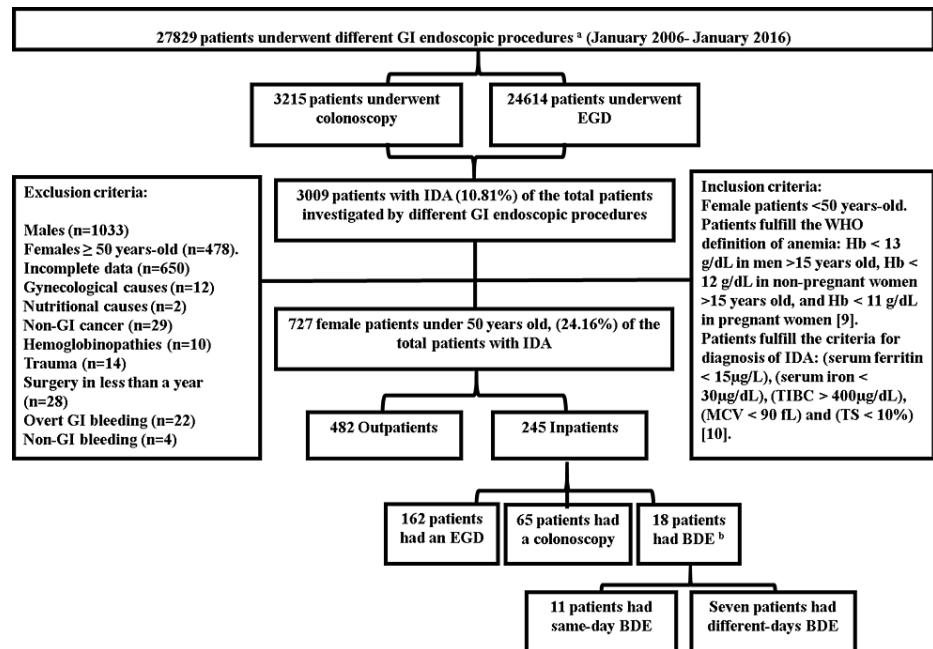 27829 patients underwent different GI endoscopic procedures ᵃ (January 2006- January 2016)
3215 patients underwent
colonoscopy
24614 patients underwent
EGD
3009 patients with IDA (10.81%) of the total patients
investigated by different GI endoscopic procedures
Exclusion criteria:
Males (n=1033)
Females ≥ 50 years-old (n=478).
Incomplete data (n=650)
Gynecological causes (n=12)
Nutritional causes (n=2)
Non-GI cancer (n=29)
Hemoglobinopathies (n=10)
Trauma (n=14)
Surgery in less than a year
(n=28)
Overt GI bleeding (n=22)
Non-GI bleeding (n=4)
Inclusion criteria:
Female patients <50 years-old.
Patients fulfill the WHO
definition of anemia: Hb < 13
g/dL in men >15 years old, Hb <
12 g/dL in non-pregnant women
>15 years old, and Hb < 11 g/dL
in pregnant women [9].
Patients fulfill the criteria for
diagnosis of IDA: (serum ferritin
< 15µg/L), (serum iron <
30µg/dL), (TIBC > 400µg/dL),
(MCV < 90 fL) and (TS < 10%)
[10].
727 female patients under 50 years old, (24.16%) of the
total patients with IDA
482 Outpatients
245 Inpatients
162 patients
had an EGD
65 patients had
a colonoscopy
18 patients
had BDE ᵇ
11 patients had
same-day BDE
Seven patients had
different-days BDE